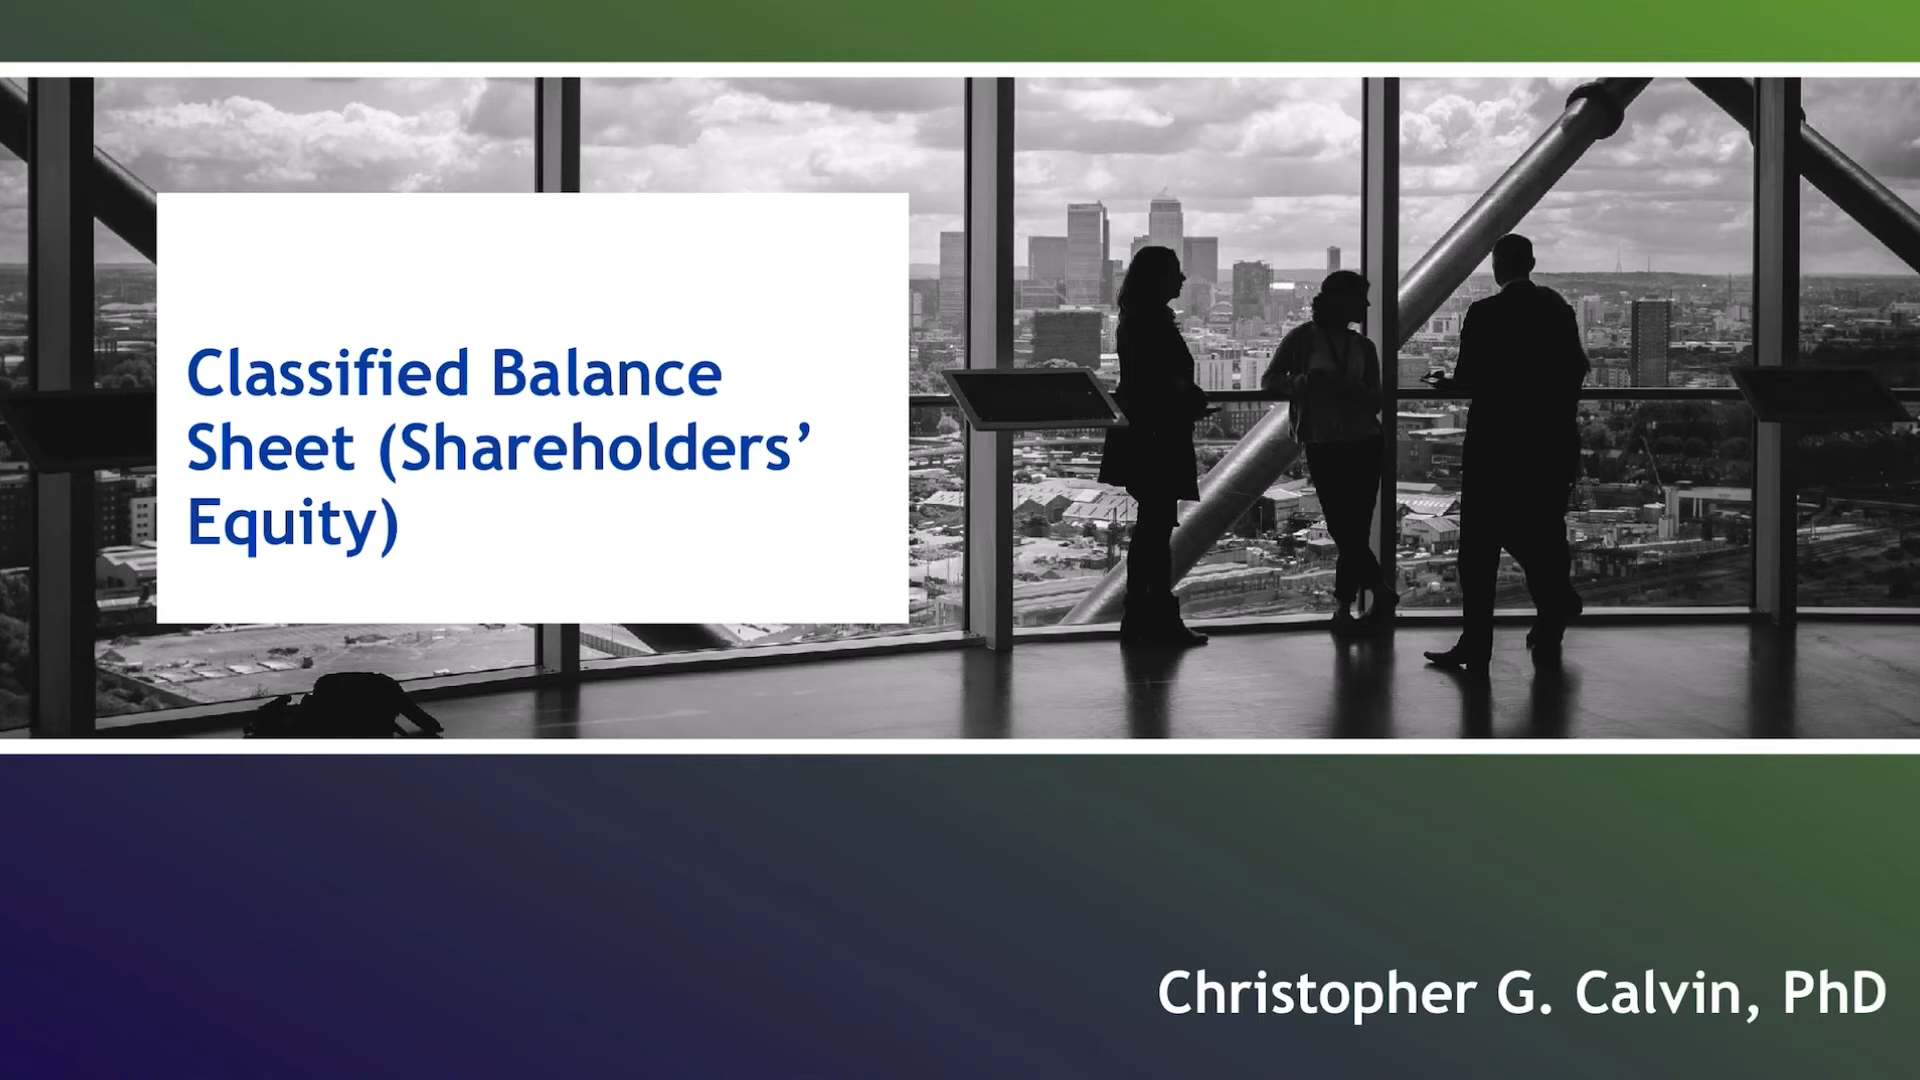 Classified Balance
Sheet (Shareholders’
Equity)
Christopher G. Calvin, PhD